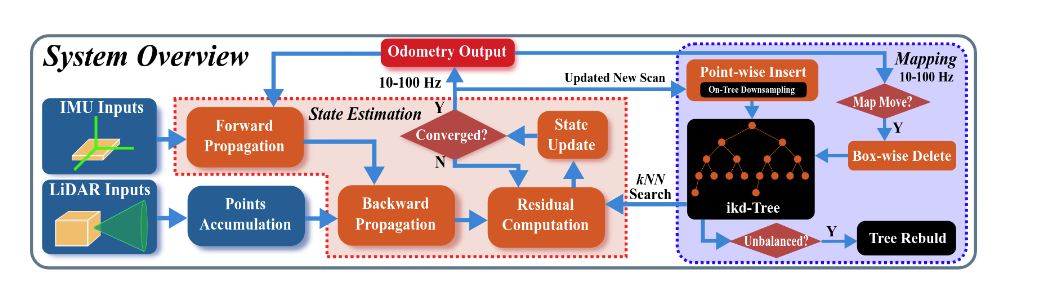 System Overview
Odometry Output
10-100 Hz
Updated New Scan
Mapping
10-100 Hz
Point-wise Insert
On-Tree Downsampling
Map Move?
Y
Box-wise Delete
ikd-Tree
Unbalanced?
Y
Tree Rebuld
kNN
Search
IMU Inputs
LiDAR Inputs
Points
Accumulation
State Estimation
Forward
Propagation
Backward
Propagation
Residual
Computation
State
Update
Converged?
Y
N